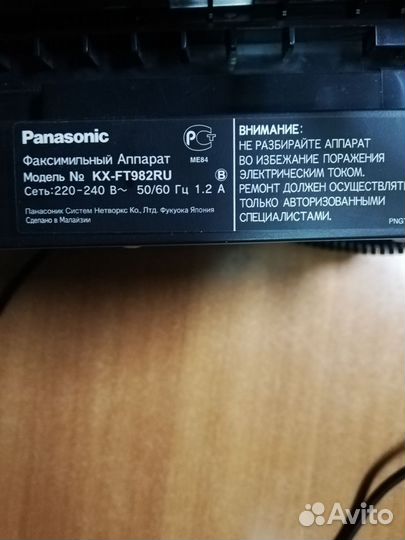 Panasonic
Факсимильный Аппарат
Модель № KX-FT982RU
Сеть:220-240 В~ 50/60 Гц 1.2 А
Панасоник Систем Нетворкс Ко., Лтд. Фукуока Япония
Сделано в Малайзии
РСТ
ME84
B
ВНИМАНИЕ:
НЕ РАЗБИРАЙТЕ АППАРАТ
ВО ИЗБЕЖАНИЕ ПОРАЖЕНИЯ
ЭЛЕКТРИЧЕСКИМ ТОКОМ.
РЕМОНТ ДОЛЖЕН ОСУЩЕСТВЛЯТЬ
ТОЛЬКО АВТОРИЗОВАННЫМИ
СПЕЦИАЛИСТАМИ.
Avito